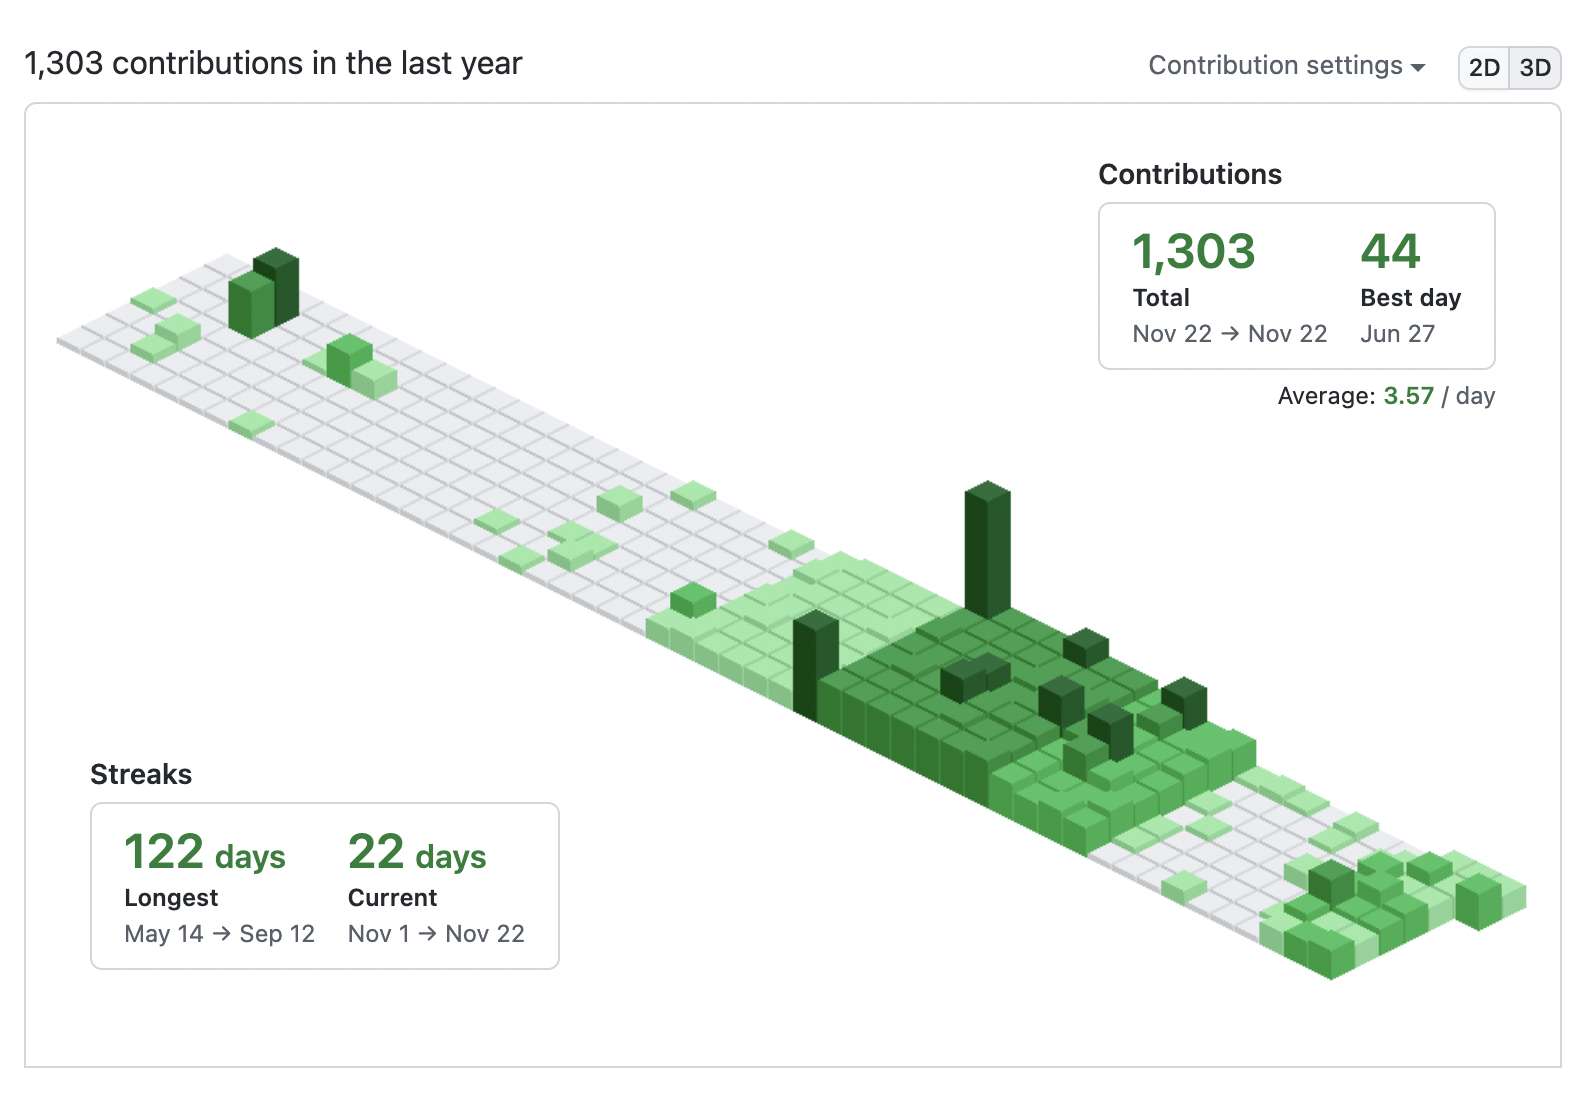 1,303 contributions in the last year
Contribution settings
2D 3D
Contributions
1,303 44
Total Best day
Nov 22 → Nov 22 Jun 27
Average: 3.57 / day
Streaks
122 days 22 days
Longest Current
May 14 → Sep 12 Nov 1 → Nov 22